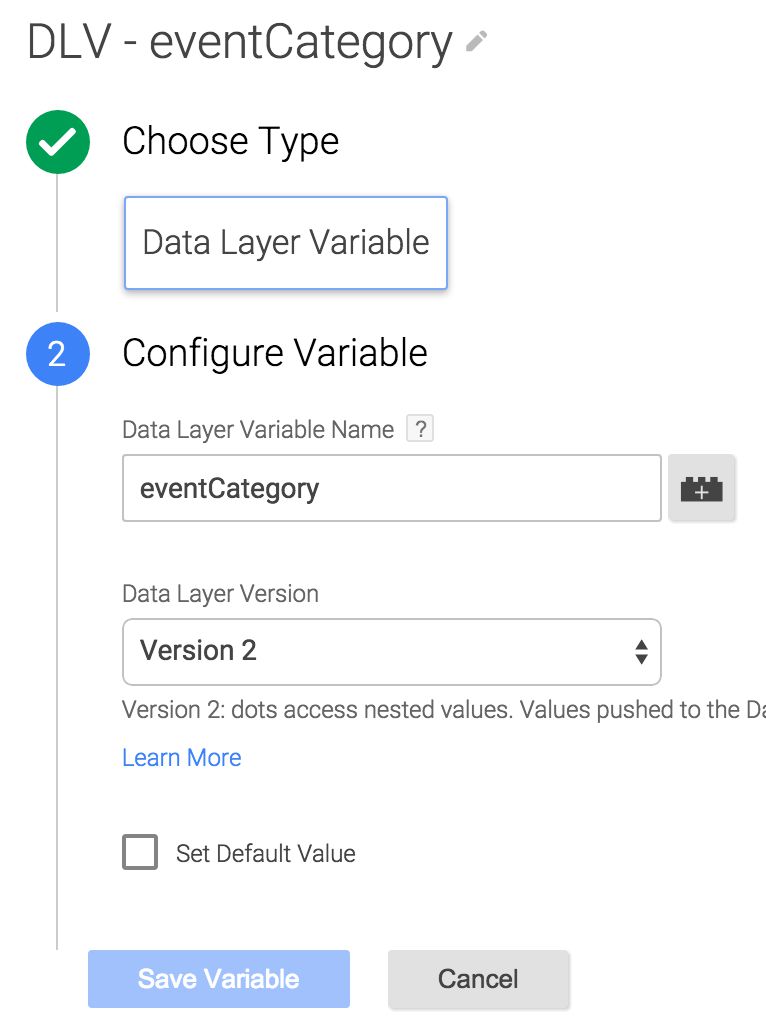 DLV - eventCategory
Choose Type
Data Layer Variable
2
Configure Variable
Data Layer Variable Name ?
eventCategory
Data Layer Version
Version 2
Version 2: dots access nested values. Values pushed to the
Learn More
Set Default Value
Save Variable Cancel